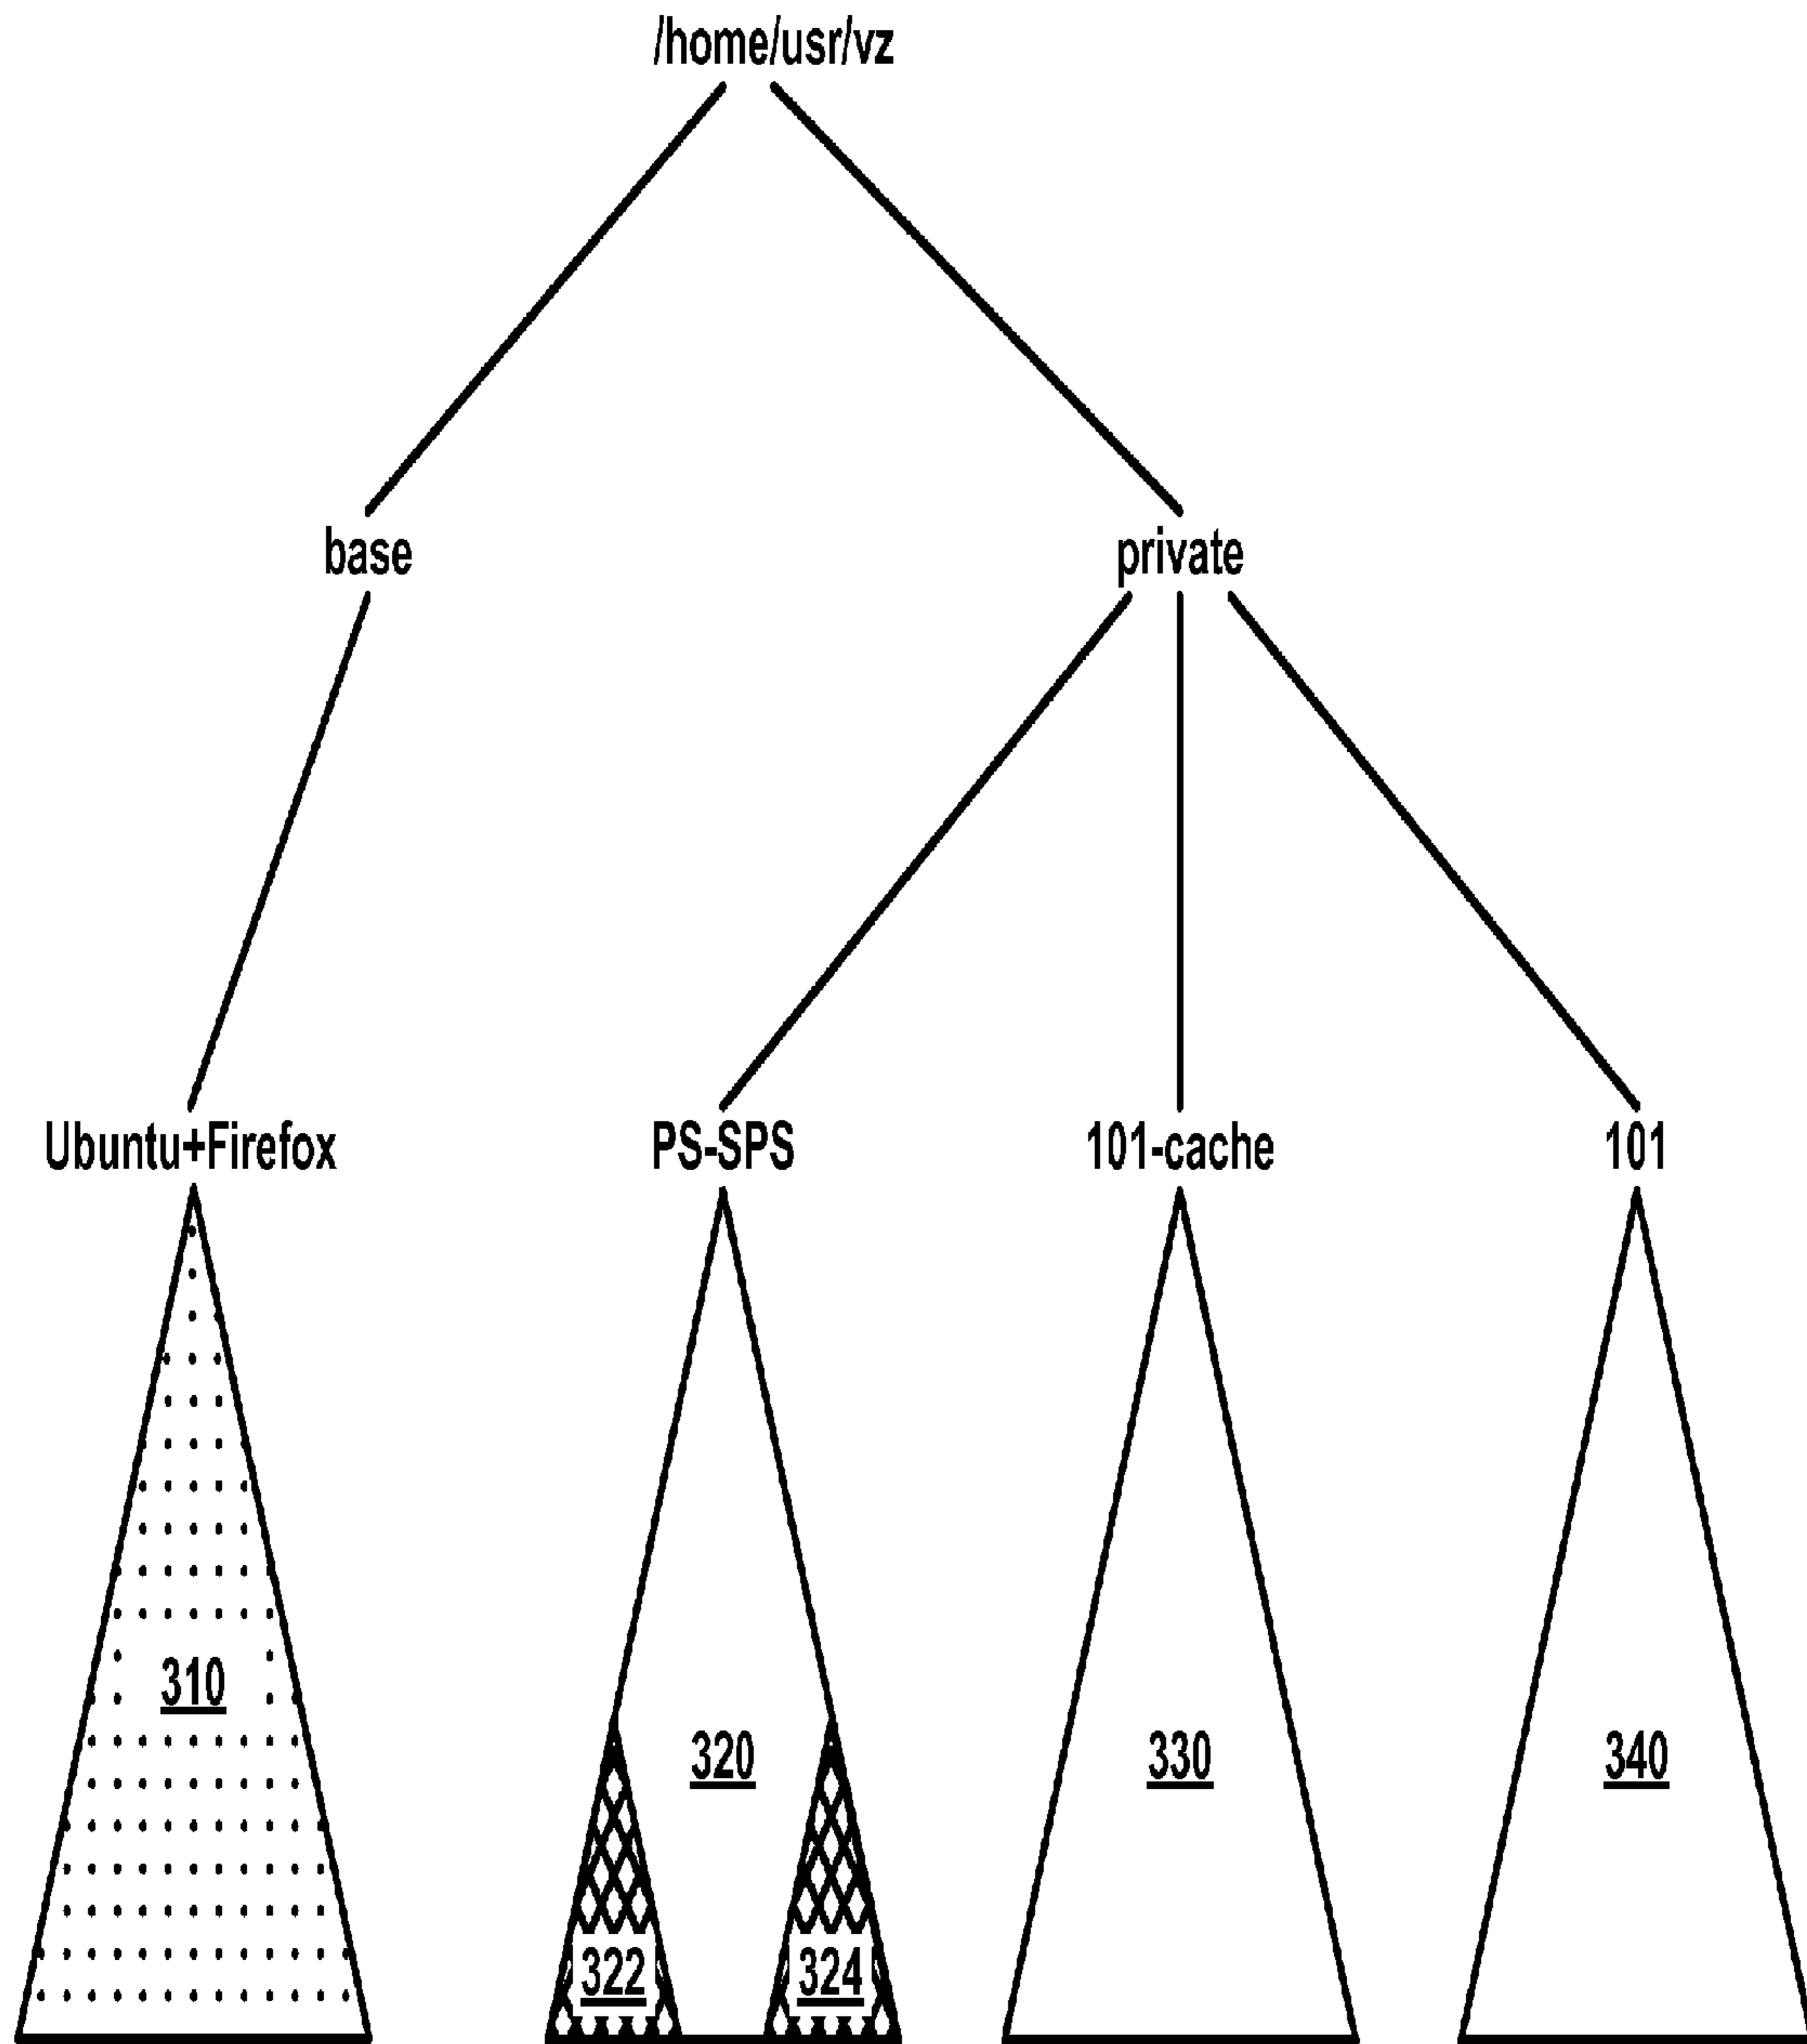 /home/usr/vz
base
private
Ubuntu+Firefox
PS-SPS
101-cache
101
310
320
330
340
322
324